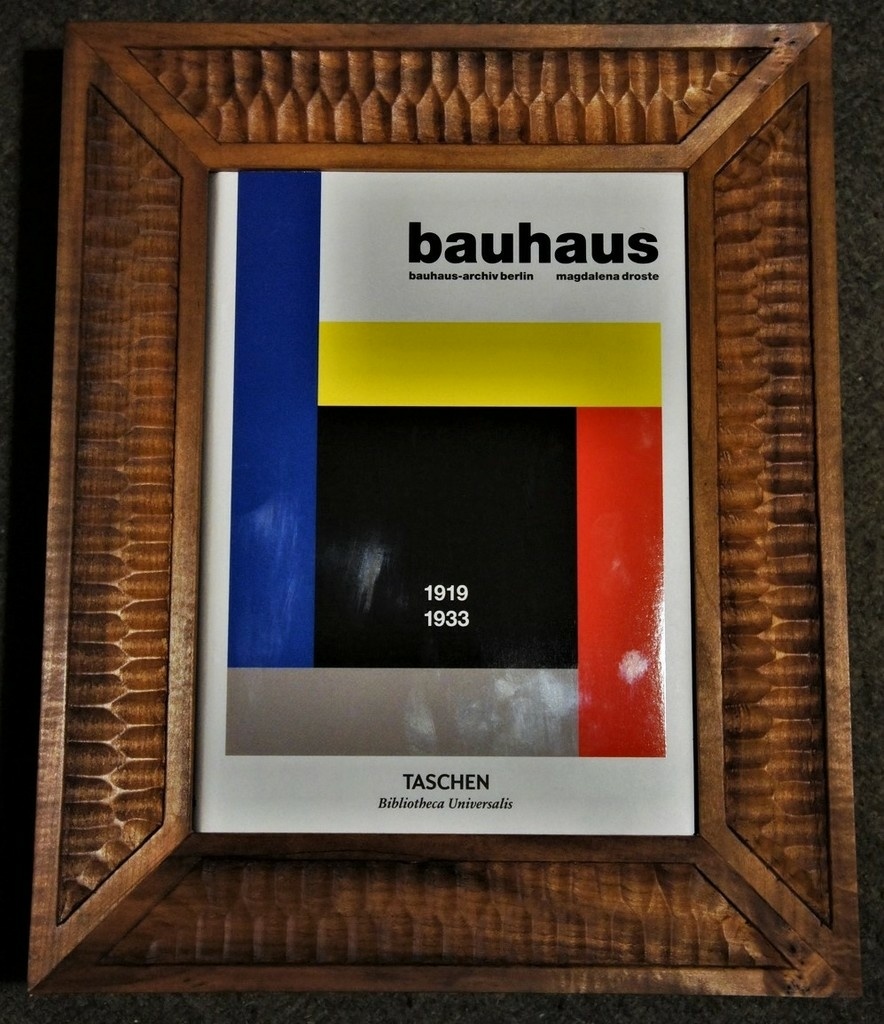 bauhaus
bauhaus-archiv berlin magdalena droste
1919
1933
TASCHEN
Bibliotheca Universalis